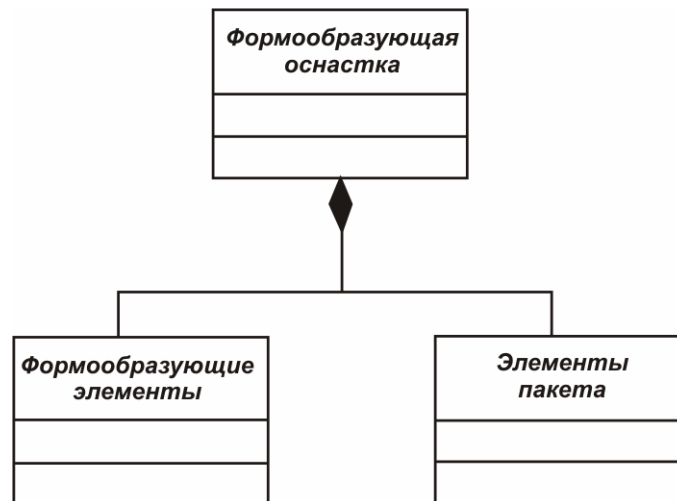 Формообразующая
оснастка
Формообразующие
элементы
Элементы
пакета